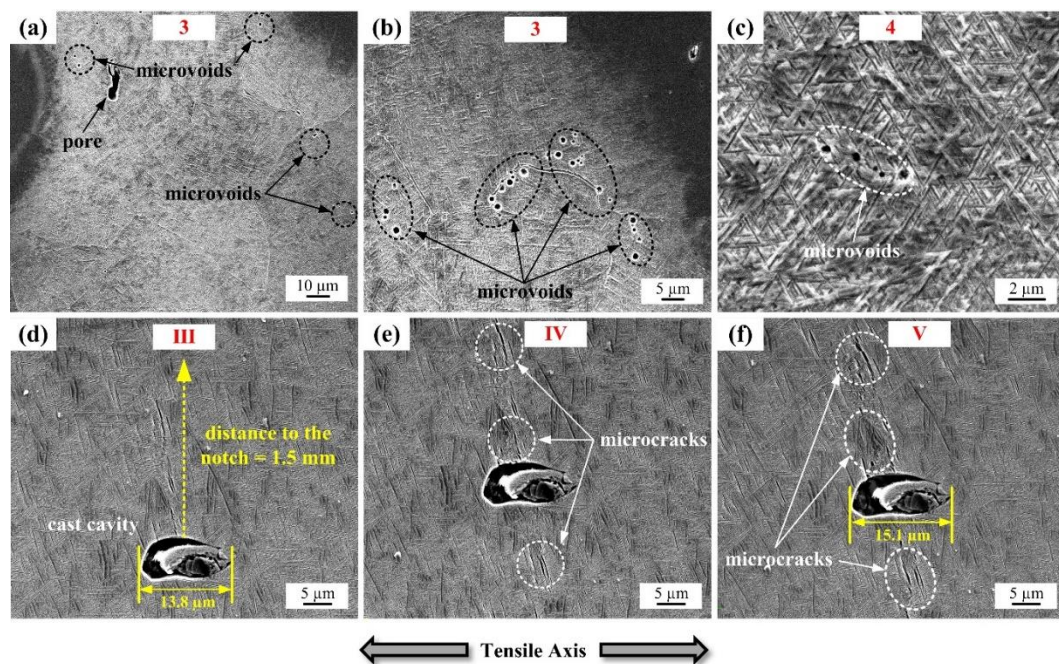 (a)
3
microvoids
pore
microvoids
10 µm
(b)
3
microvoids
5 µm
(c)
4
microvoids
2 µm
(d)
III
distance to the
notch = 1.5 mm
cast cavity
13.8 µm
5 µm
(e)
IV
microcracks
5 µm
(f)
V
15.1 µm
microcracks
5 µm
Tensile Axis